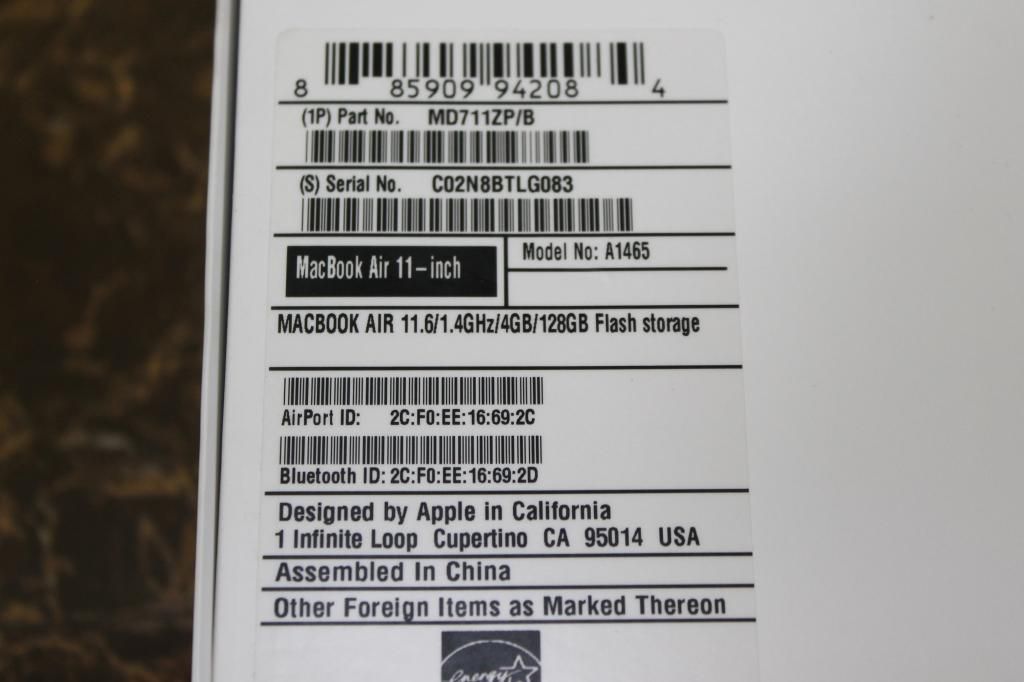 8 85909 94208 4
(1P) Part No. MD711ZP/B
(S) Serial No. C02N8BTLG083
MacBook Air 11-inch
Model No: A1465
MACBOOK AIR 11.6/1.4GHz/4GB/128GB Flash storage
AirPort ID: 2C:F0:EE:16:69:2C
Bluetooth ID: 2C:F0:EE:16:69:2D
Designed by Apple in California
1 Infinite Loop Cupertino CA 95014 USA
Assembled In China
Other Foreign Items as Marked Thereon
energy